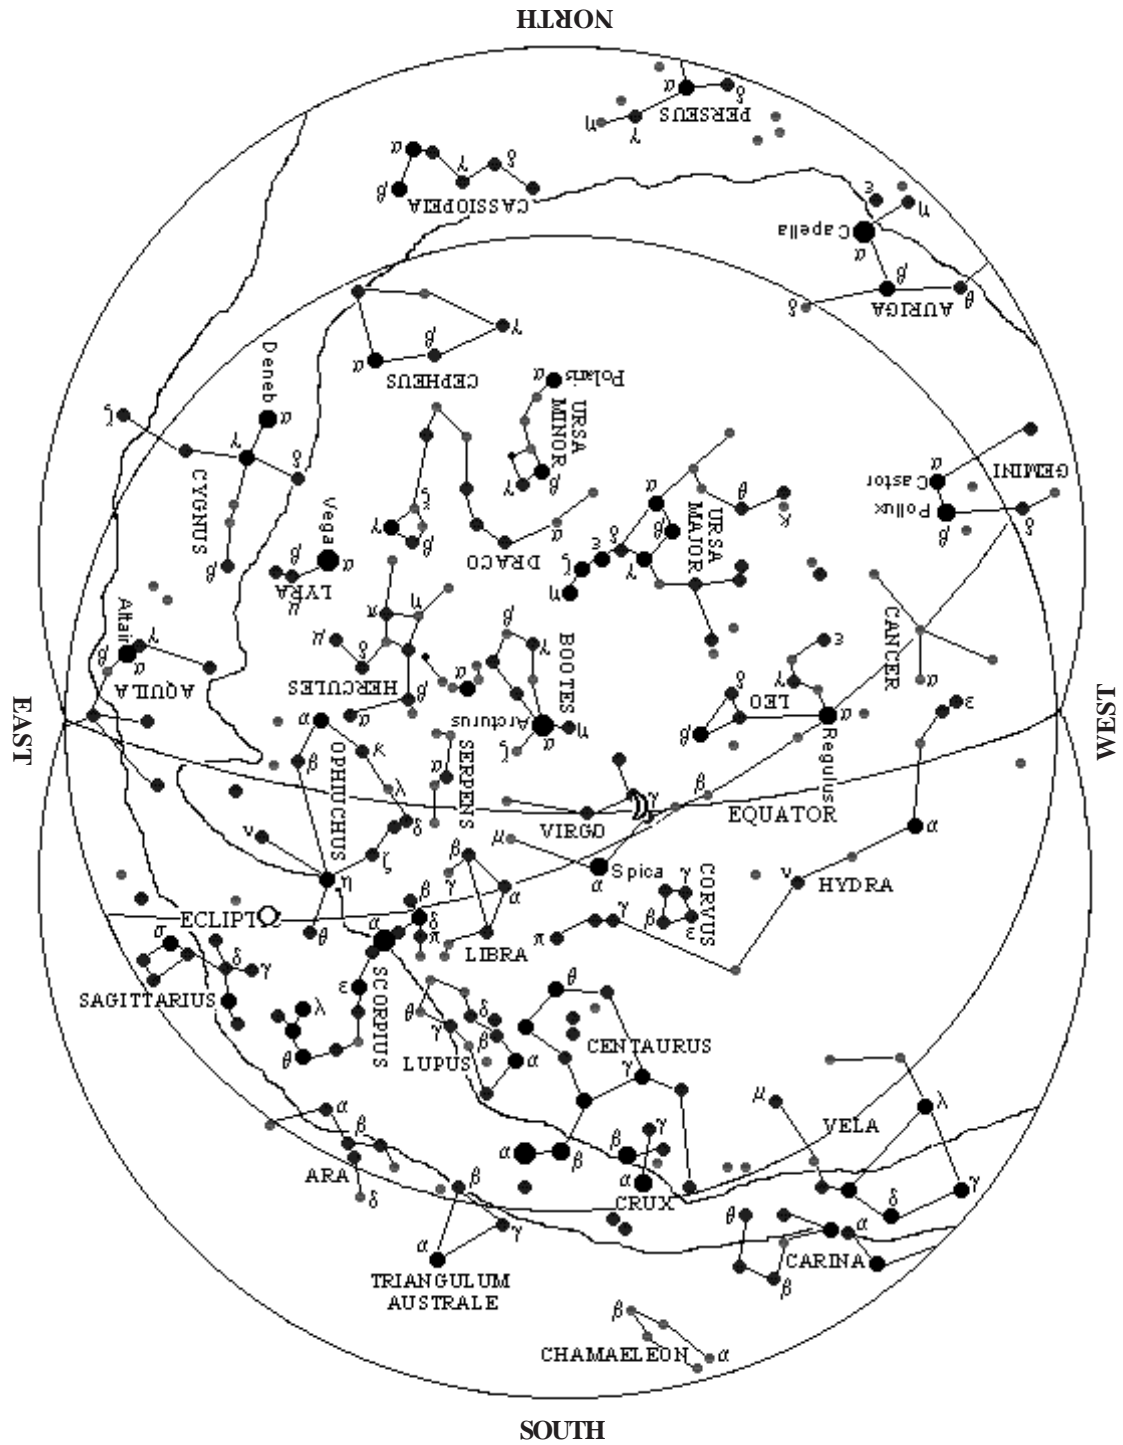 NORTH
α
δ
PERSEUS
η
γ
α
γ
δ
β
CASSIOPEIA
ε
η
Capella
α
β
θ
AURIGA
δ
γ
β
α
CEPHEUS
Deneb
α
α
Polaris
URSA
MINOR
β
γ
ζ
γ
δ
CYGNUS
β
ξ
γ
β
DRACO
α
α
θ
κ
β
URSA
MAJOR
δ
ε
γ
ζ
η
α
Castor
GEMINI
Pollux
β
δ
Vega
α
β
LYRA
μ
Altair
γ
β
α
AQUILA
π
η
μ
δ
HERCULES
β
α
β
γ
BOOTES
α
Arcturus
α
η
ζ
ε
γ
δ
LEO
α
β
Regulus
CANCER
α
ε
EAST
WEST
α
β
OPHIUCHUS
κ
λ
δ
ζ
ν
η
θ
SERPENS
α
γ
β
VIRGO
EQUATOR
μ
Spica
α
β
γ
α
LIBRA
CORVUS
γ
β
ε
α
ν
HYDRA
γ
π
ECLIPTIC
σ
δ
γ
SAGITTARIUS
β
δ
α
π
SCORPIUS
ε
λ
θ
θ
δ
γ
β
LUPUS
α
θ
CENTAURUS
γ
α
β
μ
VELA
λ
γ
δ
α
β
ARA
δ
β
γ
α
CRUX
β
γ
α
TRIANGULUM
AUSTRALE
θ
α
CARINA
β
β
CHAMAELEON
α
SOUTH